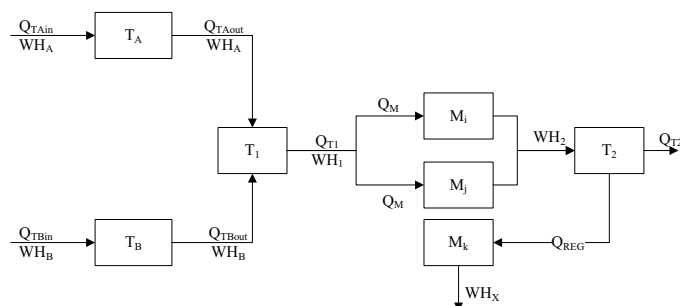 Q_TAin
WH_A
T_A
Q_TAout
WH_A
Q_M
M_i
T_1
Q_T1
WH_1
WH_2
T_2
Q_T2
Q_M
M_j
Q_TBin
WH_B
T_B
Q_TBout
WH_B
M_k
Q_REG
WH_X